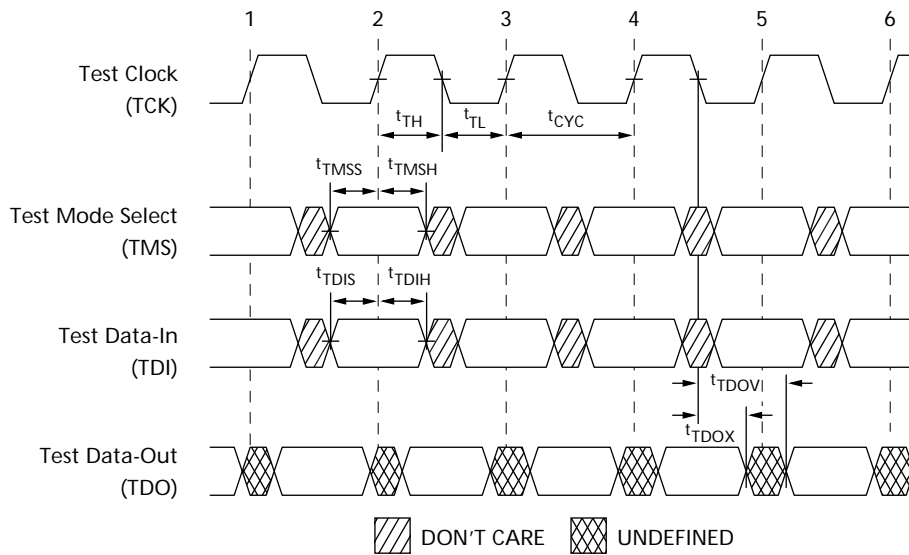 1 2 3 4 5 6
Test Clock
(TCK)
tTH tTL tCYC
tTMSS tTMSH
Test Mode Select
(TMS)
tTDIS tTDIH
Test Data-In
(TDI)
tTDOV
tTDOX
Test Data-Out
(TDO)
DON'T CARE UNDEFINED